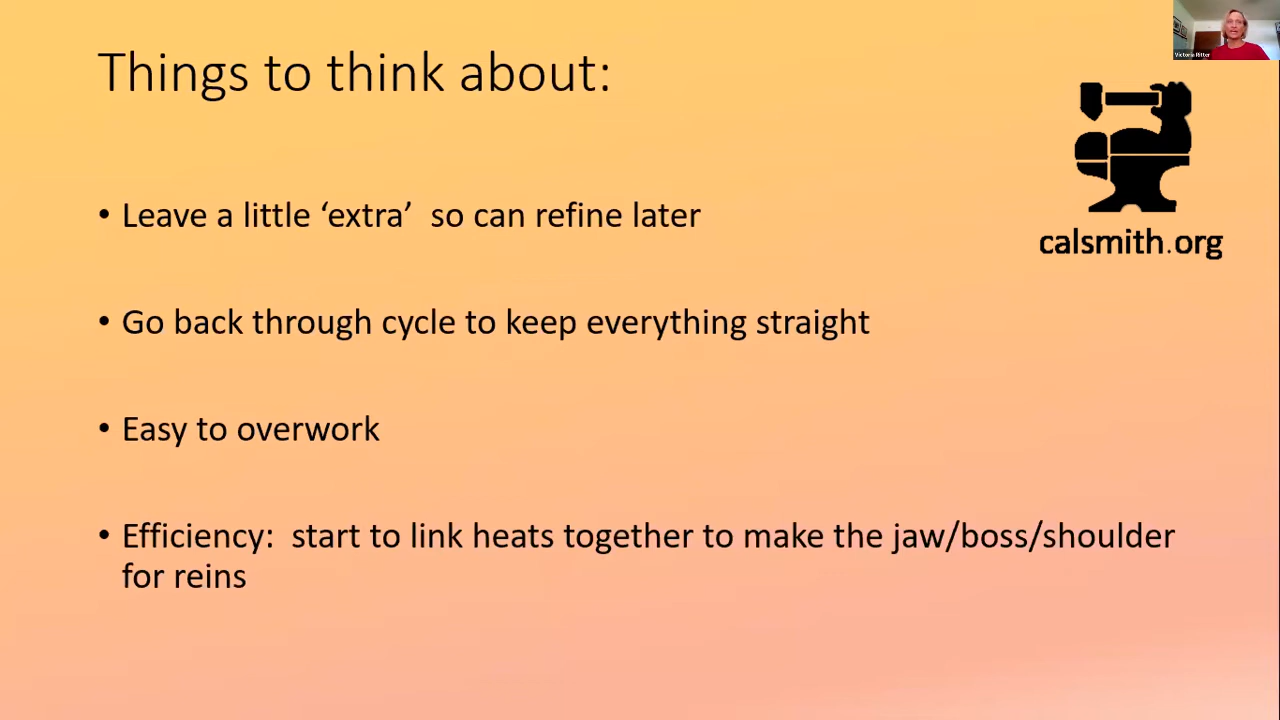 Things to think about:
Victoria Ritter
calsmith.org
• Leave a little ‘extra’  so can refine later
• Go back through cycle to keep everything straight
• Easy to overwork
• Efficiency:  start to link heats together to make the jaw/boss/shoulder
for reins